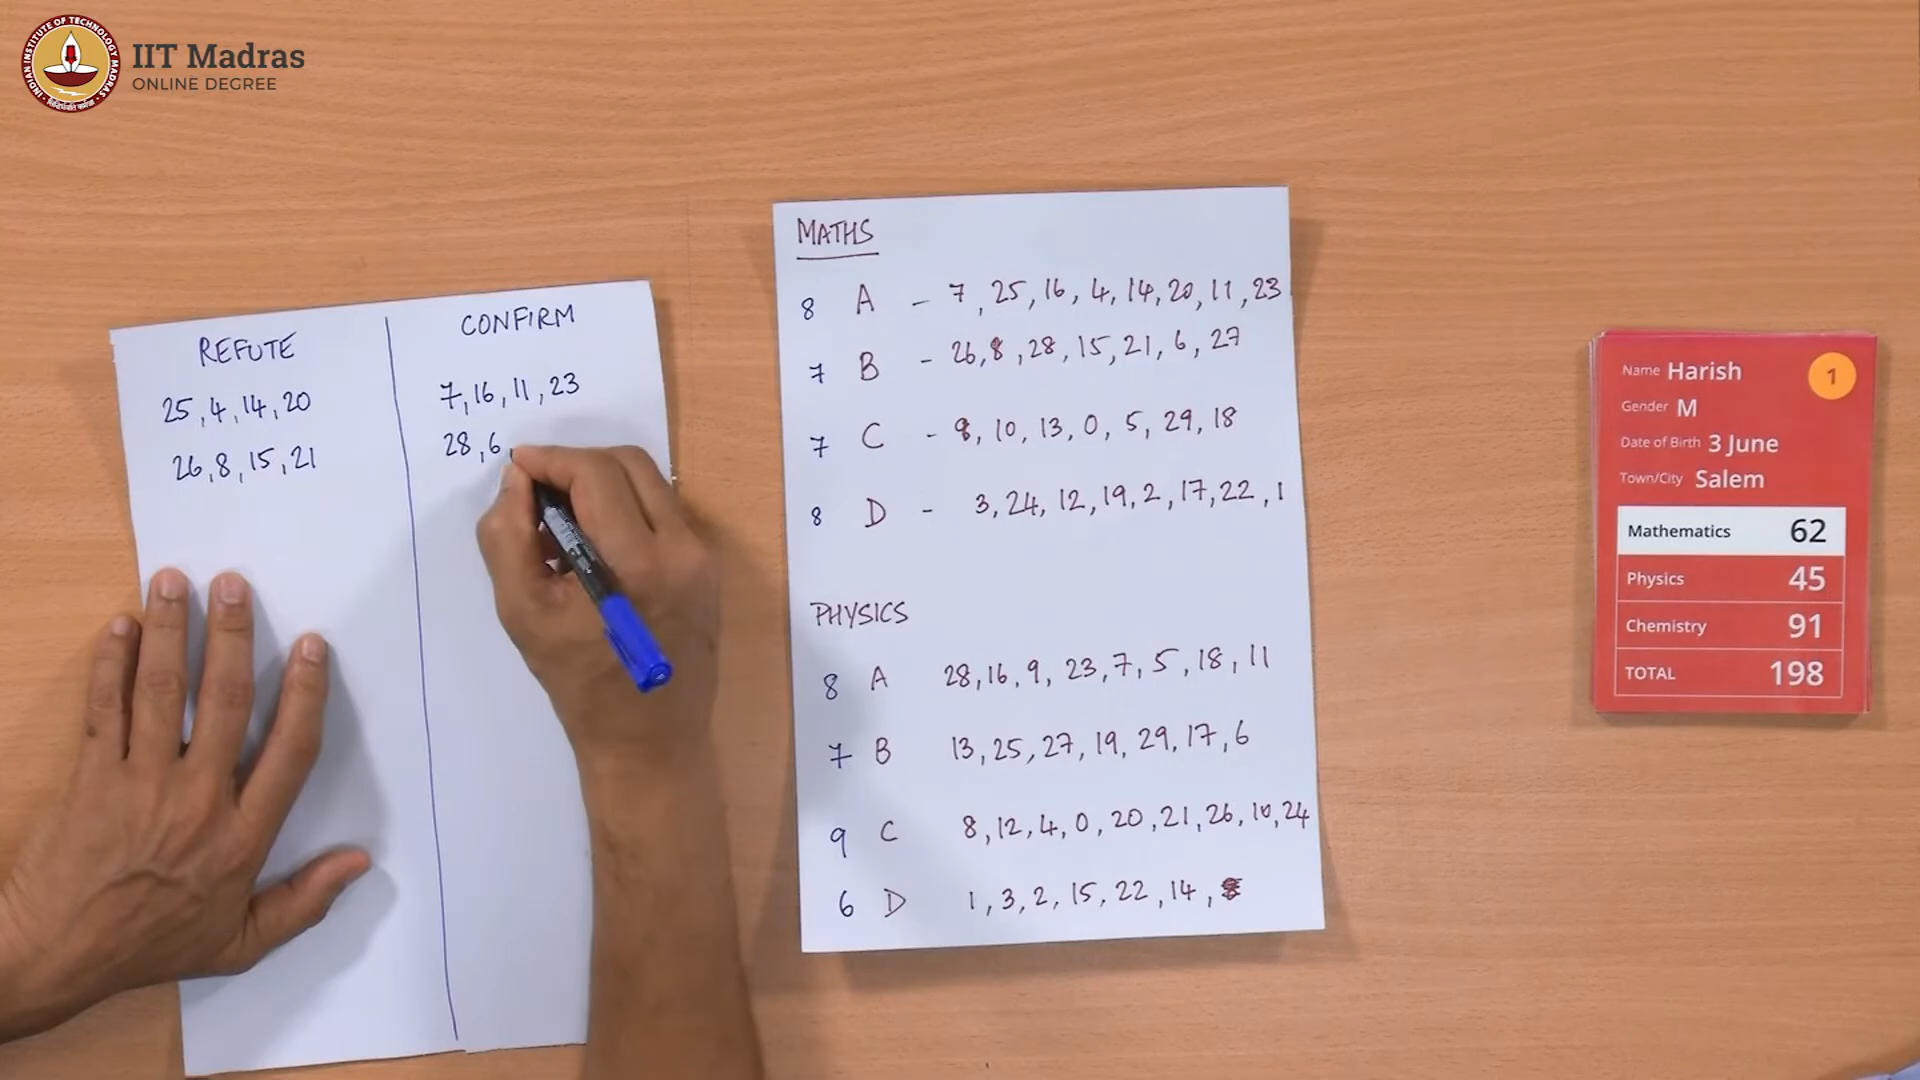 IIT Madras
ONLINE DEGREE
REFUTE
25, 4, 14, 20
26, 8, 15, 21
CONFIRM
7, 16, 11, 23
28, 6,
MATHS
8 A - 7, 25, 16, 4, 14, 20, 11, 23
7 B - 26, 8, 28, 15, 21, 6, 27
7 C - 9, 10, 13, 0, 5, 29, 18
8 D - 3, 24, 12, 19, 2, 17, 22, 1
PHYSICS
8 A 28, 16, 9, 23, 7, 5, 18, 11
7 B 13, 25, 27, 19, 29, 17, 6
9 C 8, 12, 4, 0, 20, 21, 26, 10, 24
6 D 1, 3, 2, 15, 22, 14,
Name Harish 1
Gender M
Date of Birth 3 June
Town/City Salem
Mathematics 62
Physics 45
Chemistry 91
TOTAL 198